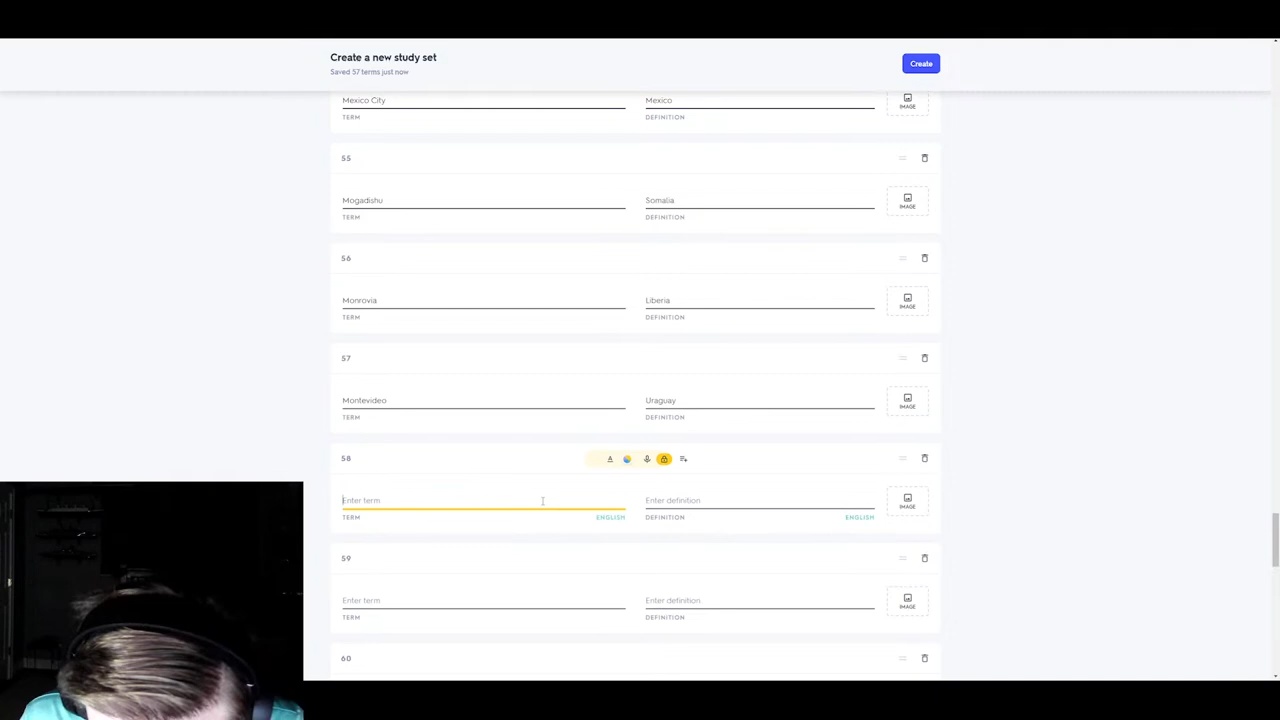 Create a new study set
Saved 57 terms just now
Create
Mexico City
Mexico
IMAGE
TERM
DEFINITION
55
Mogadishu
Somalia
IMAGE
TERM
DEFINITION
56
Monrovia
Liberia
IMAGE
TERM
DEFINITION
57
Montevideo
Uraguay
IMAGE
TERM
DEFINITION
58
A
Enter term
Enter definition
IMAGE
TERM
ENGLISH
DEFINITION
ENGLISH
59
Enter term
Enter definition
IMAGE
TERM
DEFINITION
60